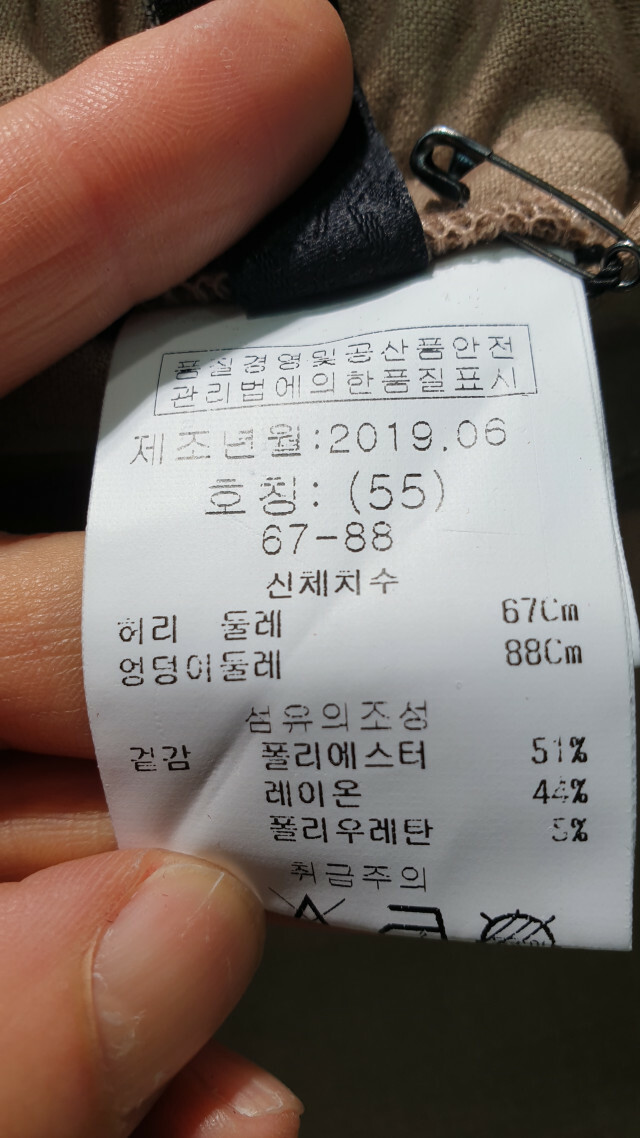 품질경영및공산품안전
관리법에의한품질표시
제조년월:2019.06
호칭: (55)
67-88
신체치수
허리 둘레 67Cm
엉덩이둘레 88Cm
섬유의조성
겉감 폴리에스터 51%
레이온 44%
폴리우레탄 5%
취급주의